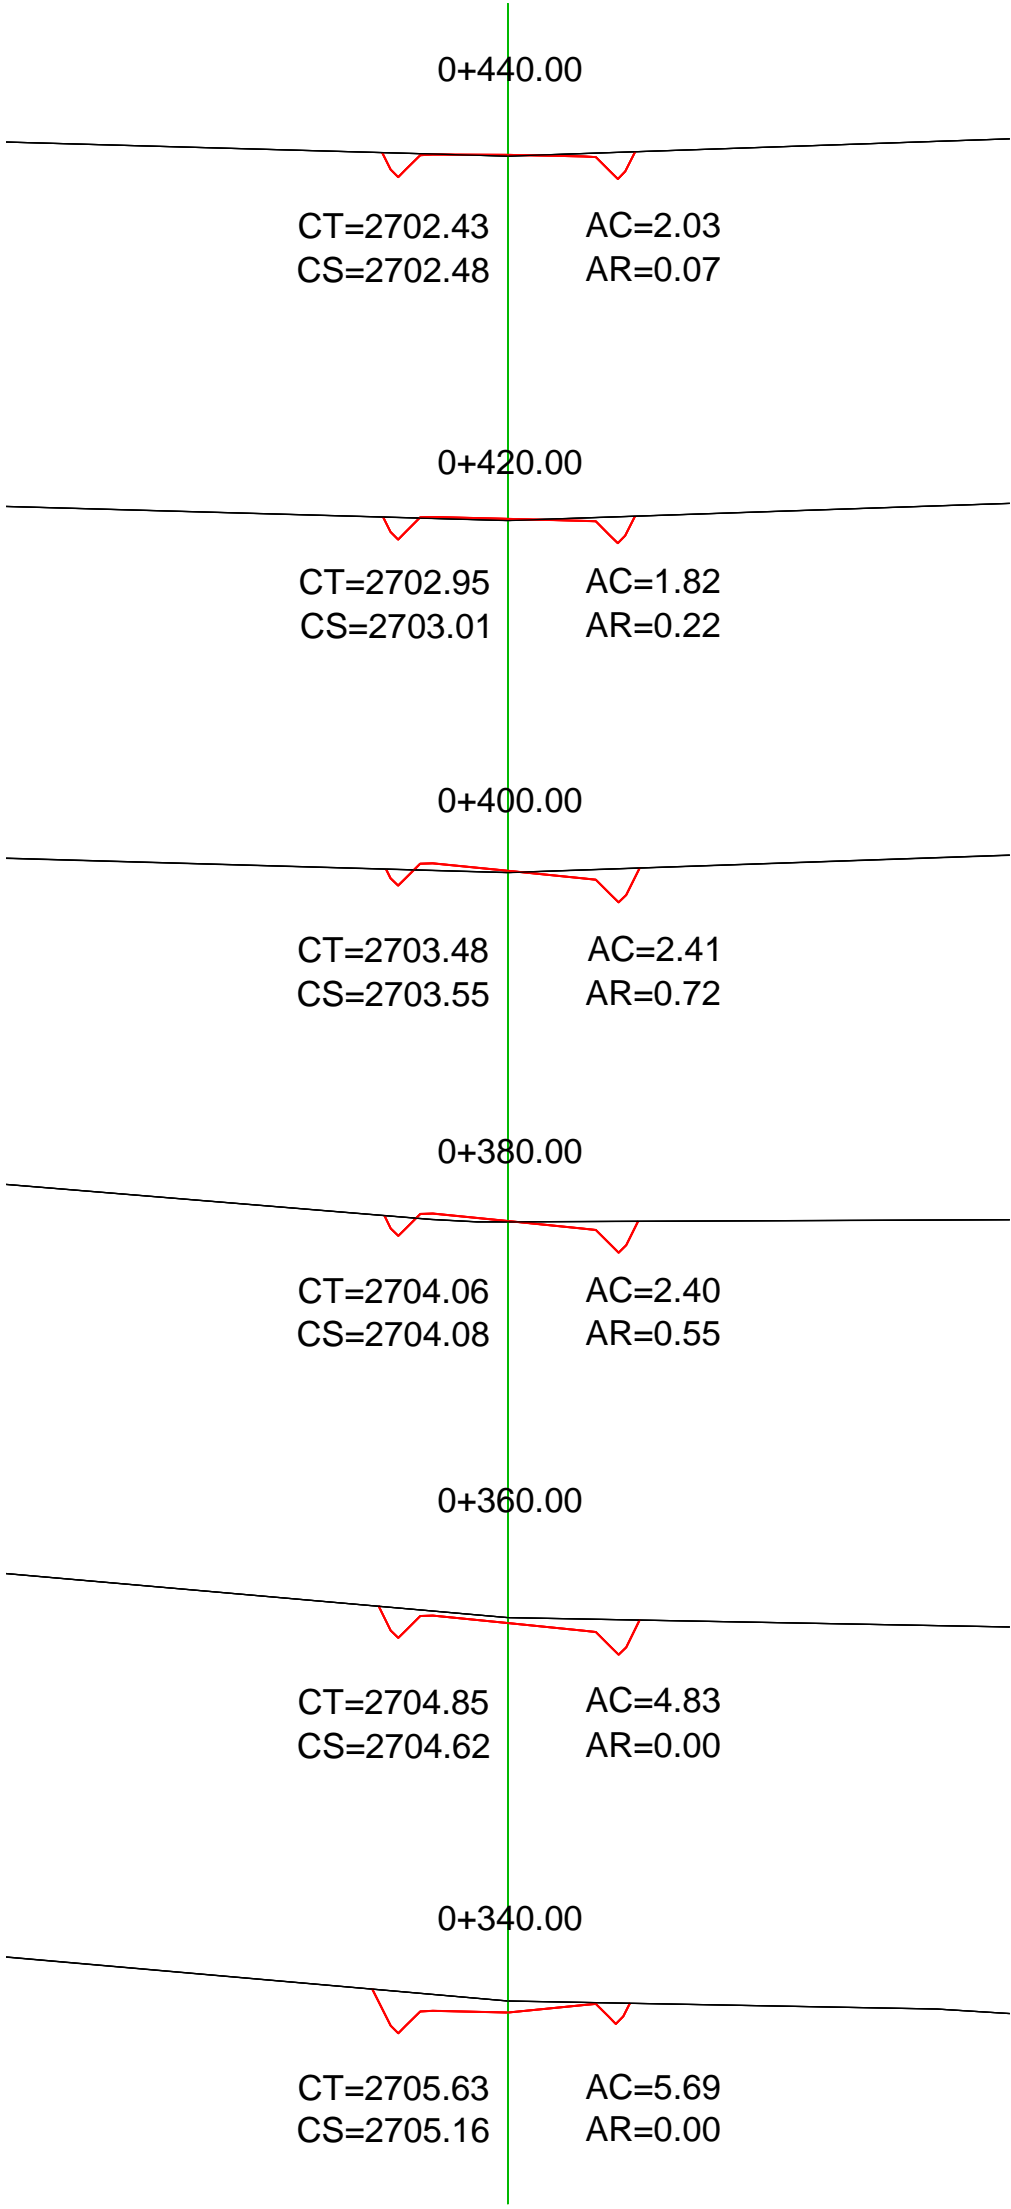 0+440.00
CT=2702.43 AC=2.03
CS=2702.48 AR=0.07
0+420.00
CT=2702.95 AC=1.82
CS=2703.01 AR=0.22
0+400.00
CT=2703.48 AC=2.41
CS=2703.55 AR=0.72
0+380.00
CT=2704.06 AC=2.40
CS=2704.08 AR=0.55
0+360.00
CT=2704.85 AC=4.83
CS=2704.62 AR=0.00
0+340.00
CT=2705.63 AC=5.69
CS=2705.16 AR=0.00